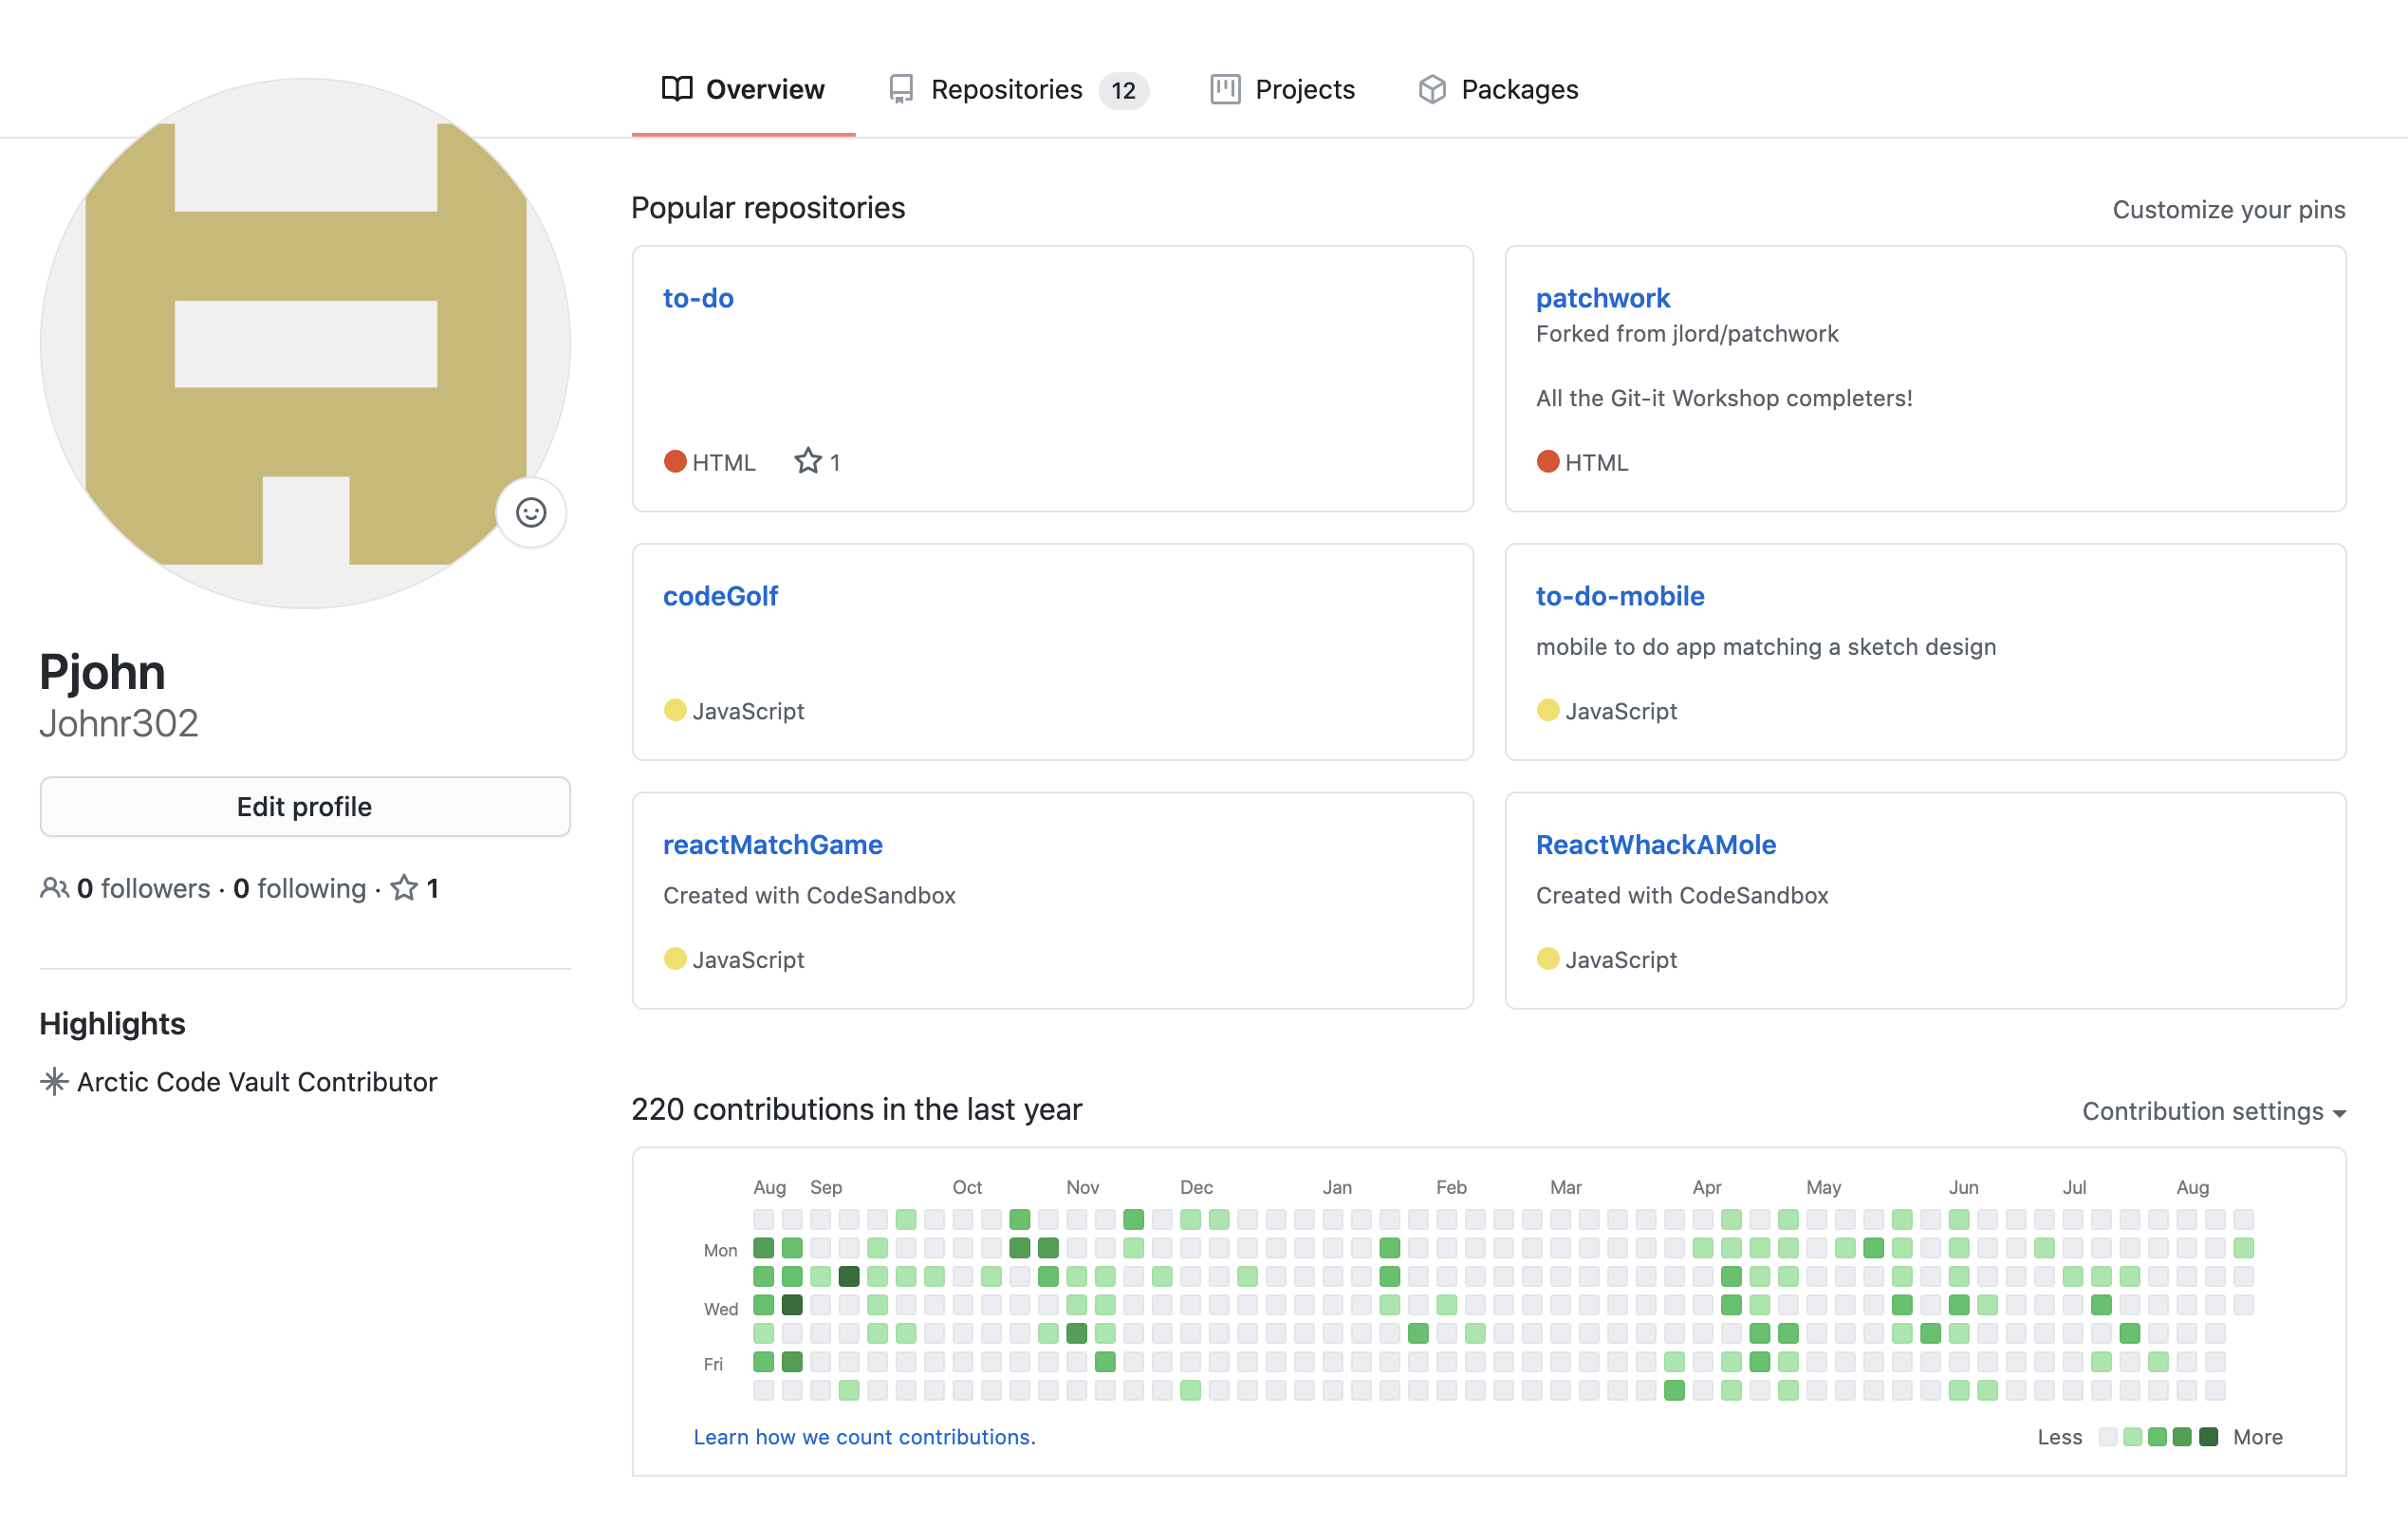 Overview Repositories 12 Projects Packages
Popular repositories
Customize your pins
to-do
HTML 1
patchwork
Forked from jlord/patchwork
All the Git-it Workshop completers!
HTML
codeGolf
JavaScript
to-do-mobile
mobile to do app matching a sketch design
JavaScript
reactMatchGame
Created with CodeSandbox
JavaScript
ReactWhackAMole
Created with CodeSandbox
JavaScript
Pjohn
Johnr302
Edit profile
0 followers · 0 following · 1
Highlights
Arctic Code Vault Contributor
220 contributions in the last year
Contribution settings
Aug Sep Oct Nov Dec Jan Feb Mar Apr May Jun Jul Aug
Mon
Wed
Fri
Learn how we count contributions.
Less More